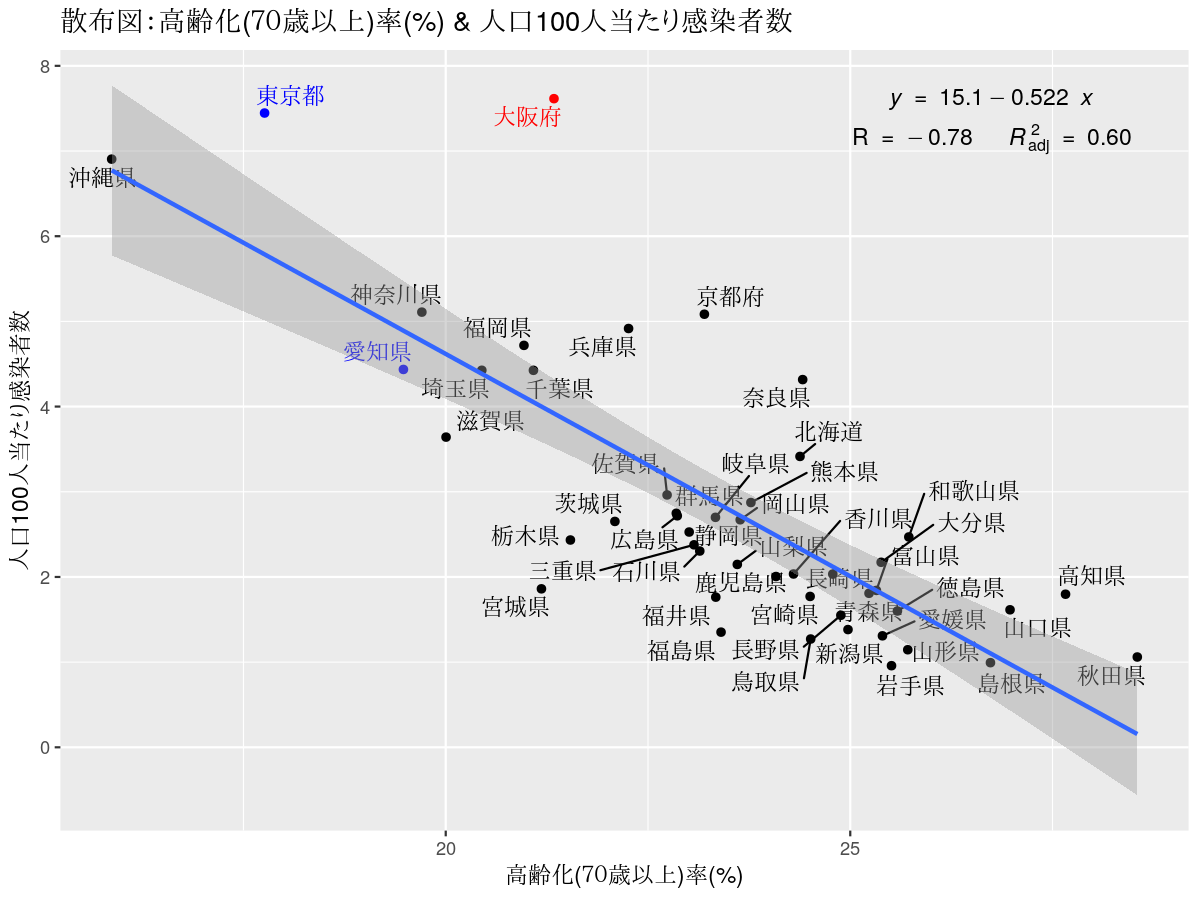 散布図：高齢化(70歳以上)率(%) & 人口100人当たり感染者数
8
6
4
2
0
人口100人当たり感染者数
y = 15.1 − 0.522 x
R = − 0.78 R²adj = 0.60
東京都
大阪府
沖縄県
神奈川県
京都府
福岡県
兵庫県
愛知県
埼玉県
千葉県
奈良県
滋賀県
北海道
佐賀県
岐阜県
熊本県
群馬県
岡山県
和歌山県
茨城県
香川県
大分県
栃木県
広島県
静岡県
山梨県
富山県
三重県
石川県
鹿児島県
長崎県
徳島県
高知県
宮城県
福井県
宮崎県
青森県
愛媛県
山口県
福島県
長野県
新潟県
山形県
鳥取県
岩手県
島根県
秋田県
20
25
高齢化(70歳以上)率(%)